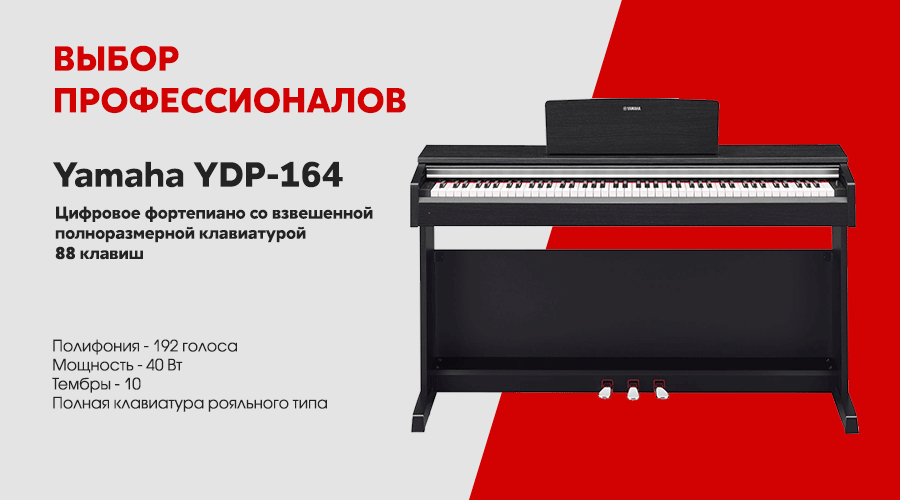 ВЫБОР
ПРОФЕССИОНАЛОВ
YAMAHA
Yamaha YDP-164
Цифровое фортепиано со взвешенной
полноразмерной клавиатурой
88 клавиш
Полифония - 192 голоса
Мощность - 40 Вт
Тембры - 10
Полная клавиатура рояльного типа